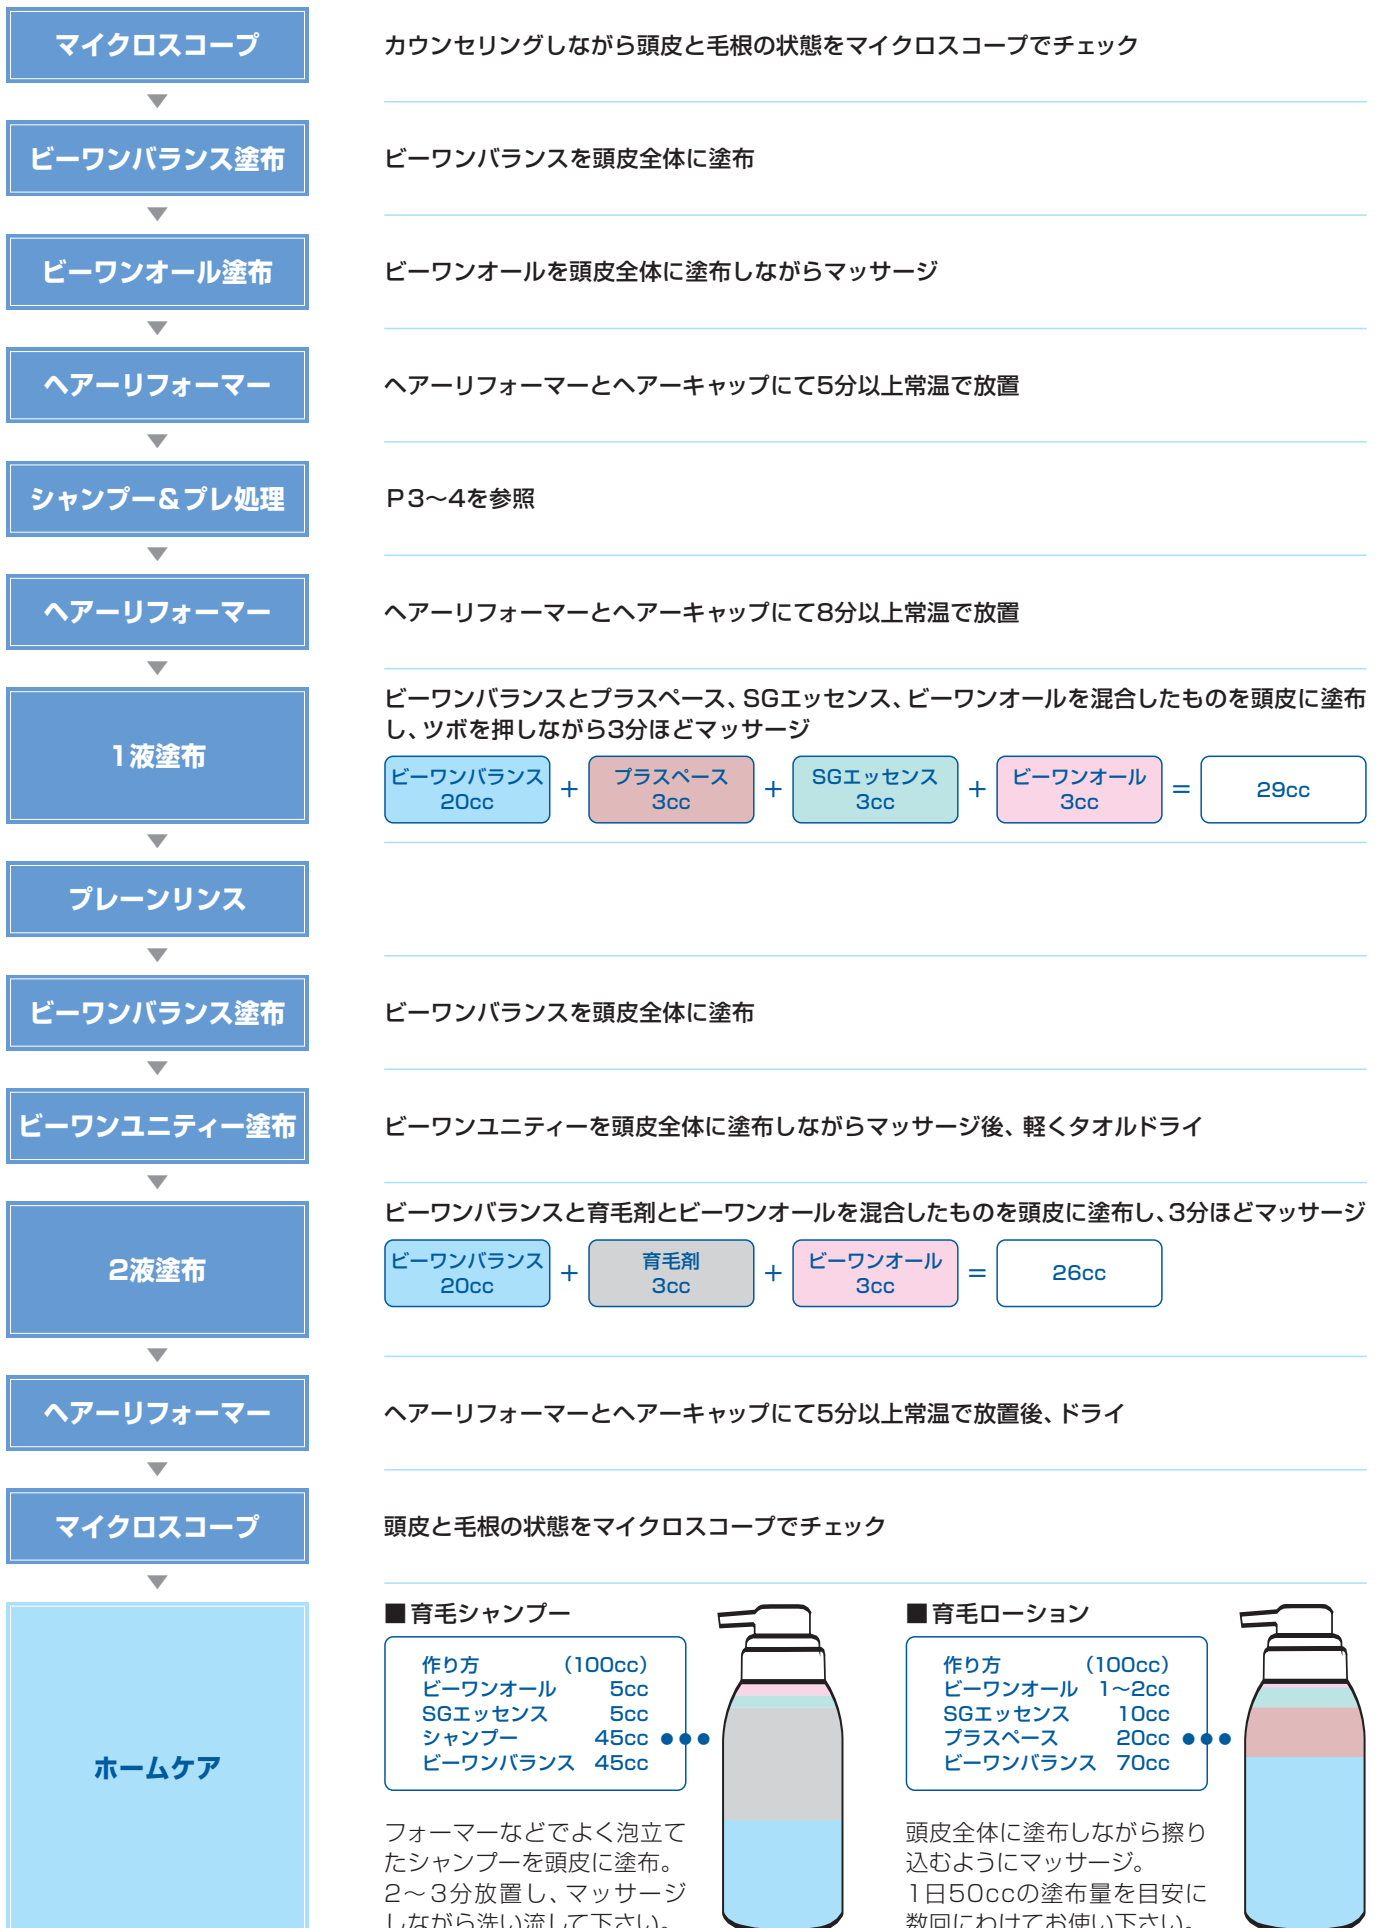 マイクロスコープ
カウンセリングしながら頭皮と毛根の状態をマイクロスコープでチェック
ビーワンバランス塗布
ビーワンバランスを頭皮全体に塗布
ビーワンオール塗布
ビーワンオールを頭皮全体に塗布しながらマッサージ
ヘアーリフォーマー
ヘアーリフォーマーとヘアーキャップにて5分以上常温で放置
シャンプー&プレ処理
P3〜4を参照
ヘアーリフォーマー
ヘアーリフォーマーとヘアーキャップにて8分以上常温で放置
1液塗布
ビーワンバランスとプラスペース、SGエッセンス、ビーワンオールを混合したものを頭皮に塗布
し、ツボを押しながら3分ほどマッサージ
ビーワンバランス 20cc + プラスペース 3cc + SGエッセンス 3cc + ビーワンオール 3cc = 29cc
プレーンリンス
ビーワンバランス塗布
ビーワンバランスを頭皮全体に塗布
ビーワンユニティー塗布
ビーワンユニティーを頭皮全体に塗布しながらマッサージ後、軽くタオルドライ
2液塗布
ビーワンバランスと育毛剤とビーワンオールを混合したものを頭皮に塗布し、3分ほどマッサージ
ビーワンバランス 20cc + 育毛剤 3cc + ビーワンオール 3cc = 26cc
ヘアーリフォーマー
ヘアーリフォーマーとヘアーキャップにて5分以上常温で放置後、ドライ
マイクロスコープ
頭皮と毛根の状態をマイクロスコープでチェック
ホームケア
■育毛シャンプー
作り方 (100cc)
ビーワンオール 5cc
SGエッセンス 5cc
シャンプー 45cc
ビーワンバランス 45cc
フォーマーなどでよく泡立て
たシャンプーを頭皮に塗布。
2〜3分放置し、マッサージ
しながら洗い流して下さい。
■育毛ローション
作り方 (100cc)
ビーワンオール 1〜2cc
SGエッセンス 10cc
プラスペース 20cc
ビーワンバランス 70cc
頭皮全体に塗布しながら擦り
込むようにマッサージ。
1日50ccの塗布量を目安に
数回にわけてお使い下さい。